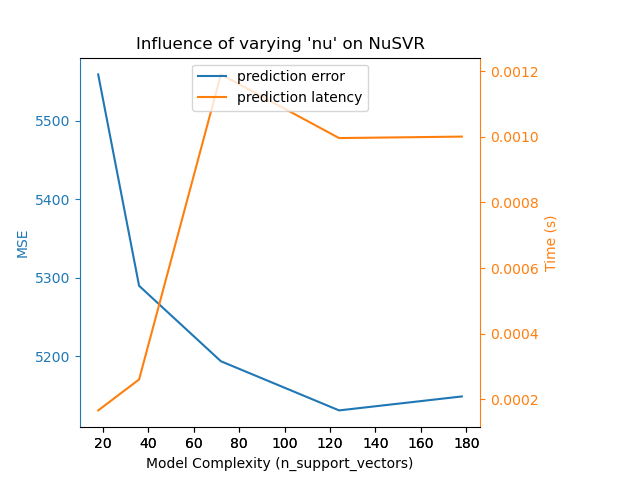 Influence of varying 'nu' on NuSVR
prediction error
prediction latency
5500
5400
5300
5200
MSE
0.0012
0.0010
0.0008
0.0006
0.0004
0.0002
Time (s)
20 40 60 80 100 120 140 160 180
Model Complexity (n_support_vectors)